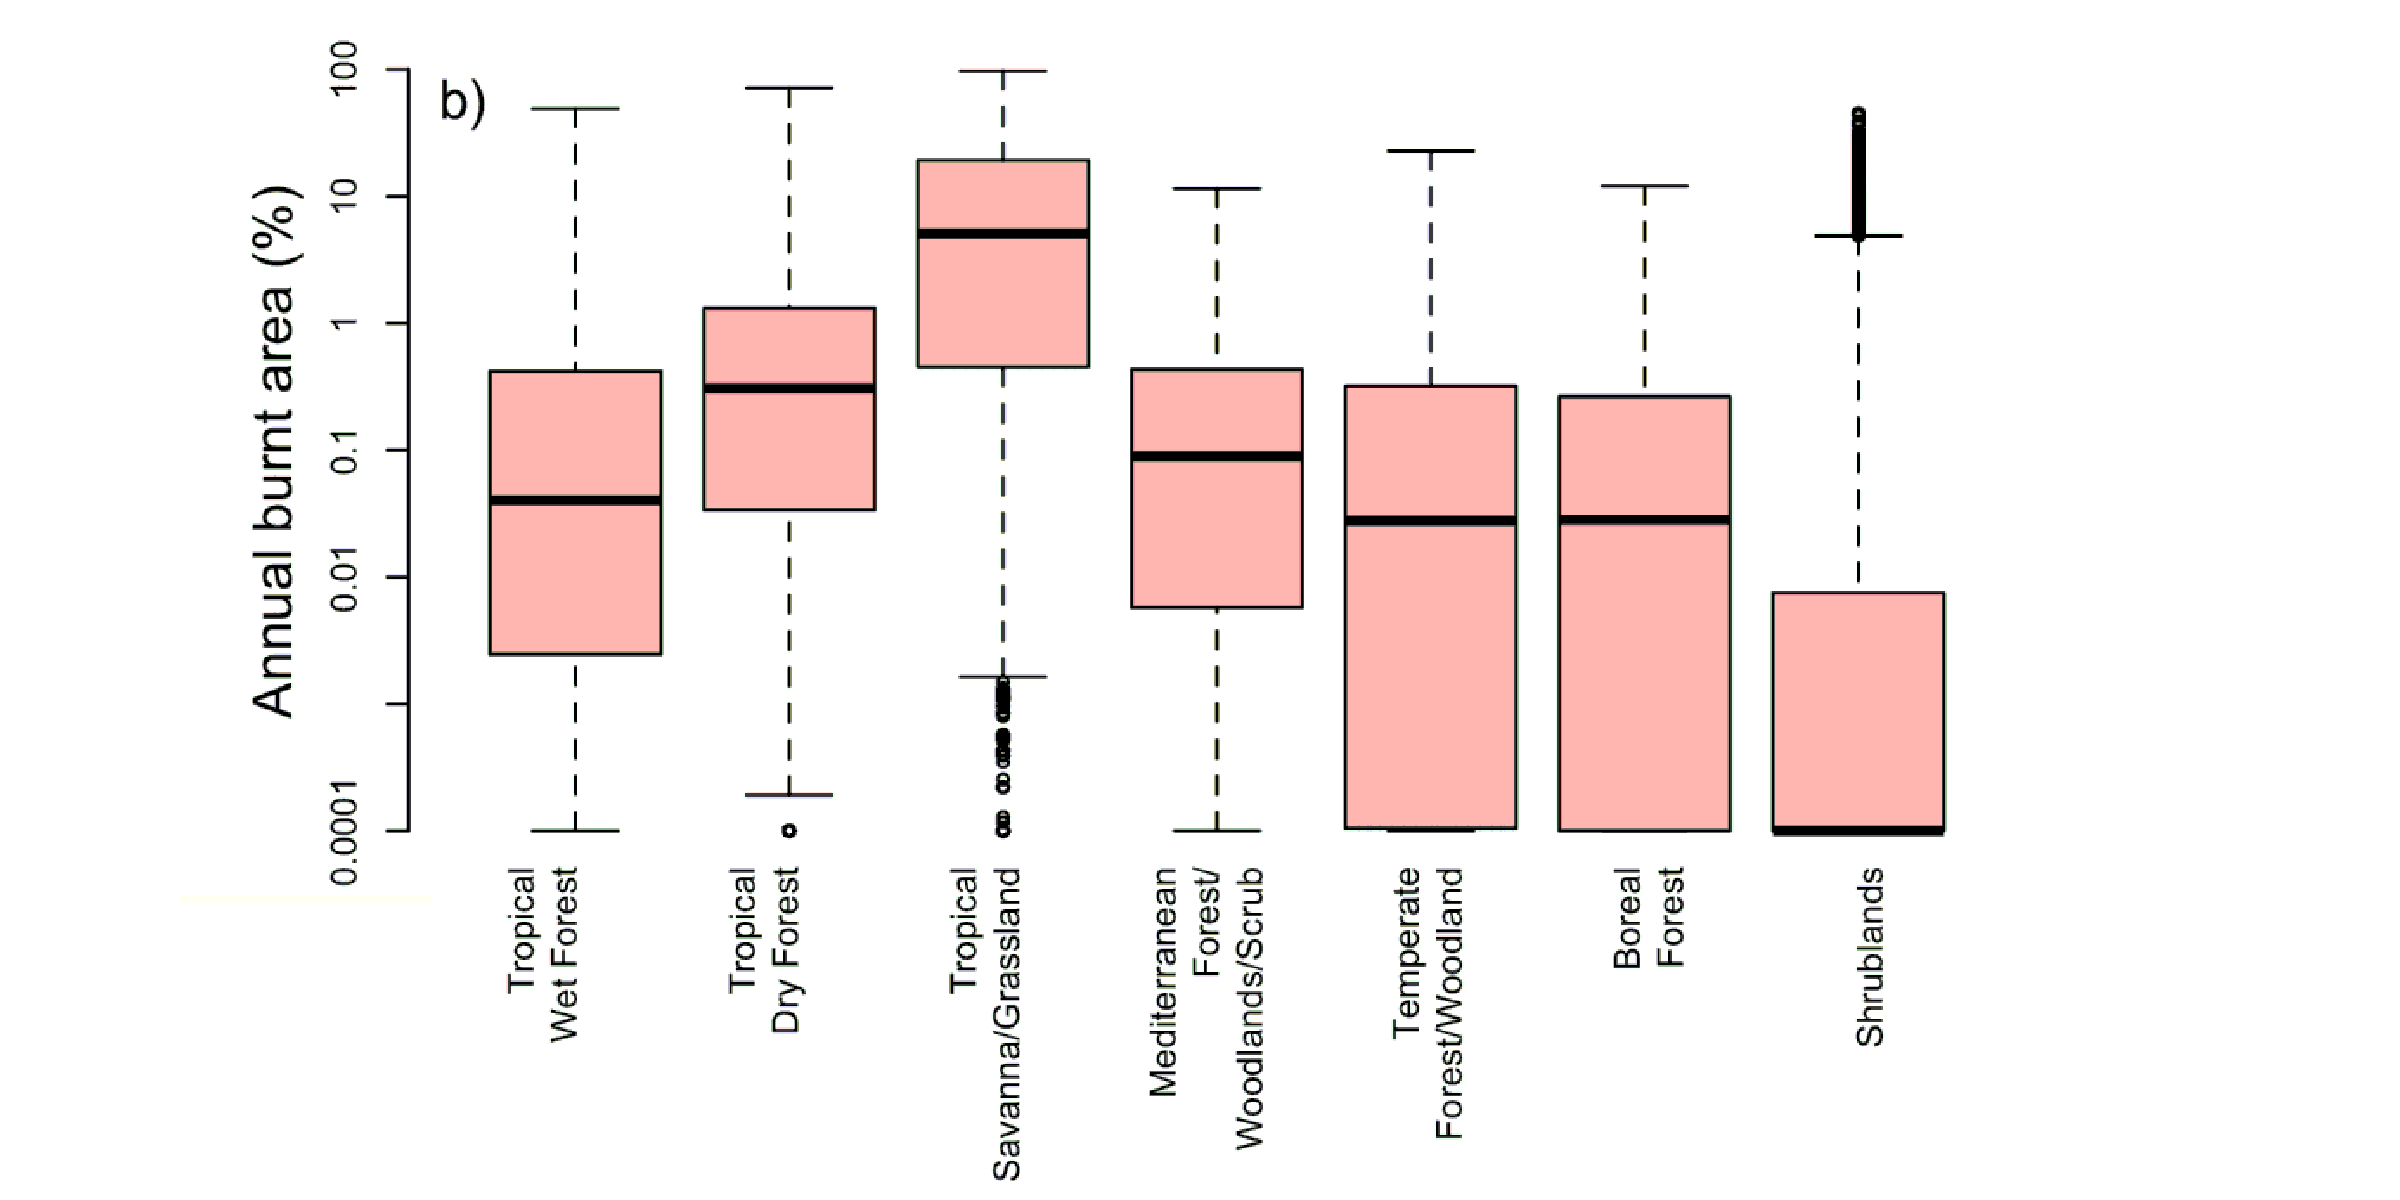 b)
Annual burnt area (%)
100
10
1
0.1
0.01
0.0001
Tropical
Wet Forest
Tropical
Dry Forest
Tropical
Savanna/Grassland
Mediterranean
Forest/
Woodlands/Scrub
Temperate
Forest/Woodland
Boreal
Forest
Shrublands